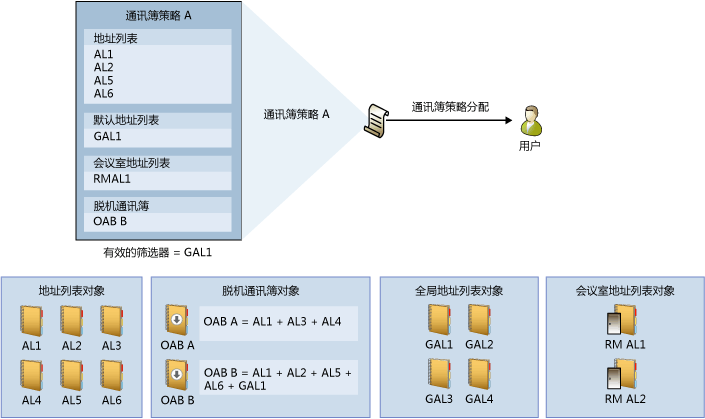 通讯簿策略 A
地址列表
AL1
AL2
AL5
AL6
默认地址列表
GAL1
会议室地址列表
RMAL1
脱机通讯簿
OAB B
有效的筛选器 = GAL1
通讯簿策略 A
通讯簿策略分配
用户
地址列表对象
AL1
AL2
AL3
AL4
AL5
AL6
脱机通讯簿对象
OAB A
OAB A = AL1 + AL3 + AL4
OAB B
OAB B = AL1 + AL2 + AL5 +
AL6 + GAL1
全局地址列表对象
GAL1
GAL2
GAL3
GAL4
会议室地址列表对象
RM AL1
RM AL2